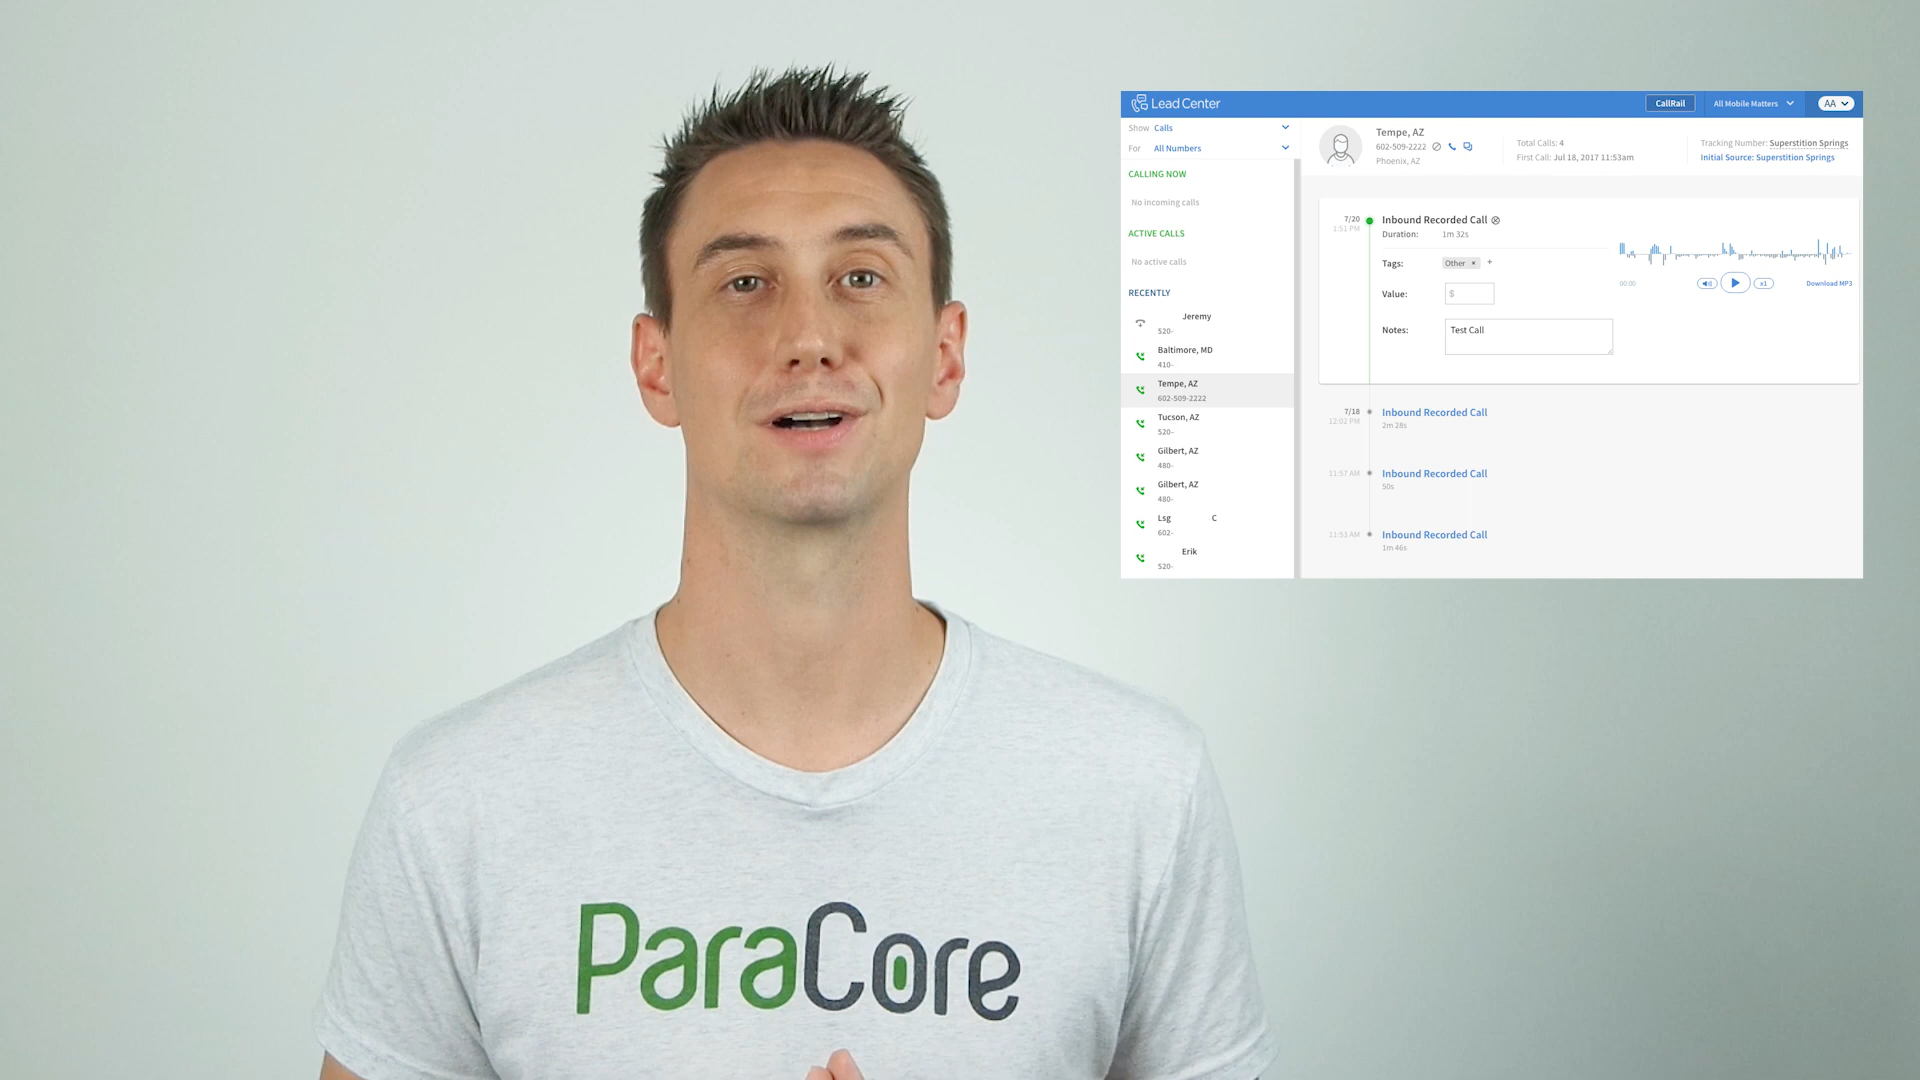 Lead Center
CallRail
All Mobile Matters
AA
Show Calls
For All Numbers
CALLING NOW
No incoming calls
ACTIVE CALLS
No active calls
RECENTLY
Jeremy
520-
Baltimore, MD
410-
Tempe, AZ
602-509-2222
Tucson, AZ
520-
Gilbert, AZ
480-
Gilbert, AZ
480-
Lsg C
602-
Erik
520-
Tempe, AZ
602-509-2222
Phoenix, AZ
Total Calls: 4
First Call: Jul 18, 2017 11:53am
Tracking Number: Superstition Springs
Initial Source: Superstition Springs
7/20
1:51 PM
Inbound Recorded Call
Duration: 1m 32s
Tags: Other × +
Value: $
Notes: Test Call
00:00
x1
Download MP3
7/18
12:02 PM
Inbound Recorded Call
2m 28s
11:57 AM
Inbound Recorded Call
50s
11:53 AM
Inbound Recorded Call
1m 46s
ParaCore